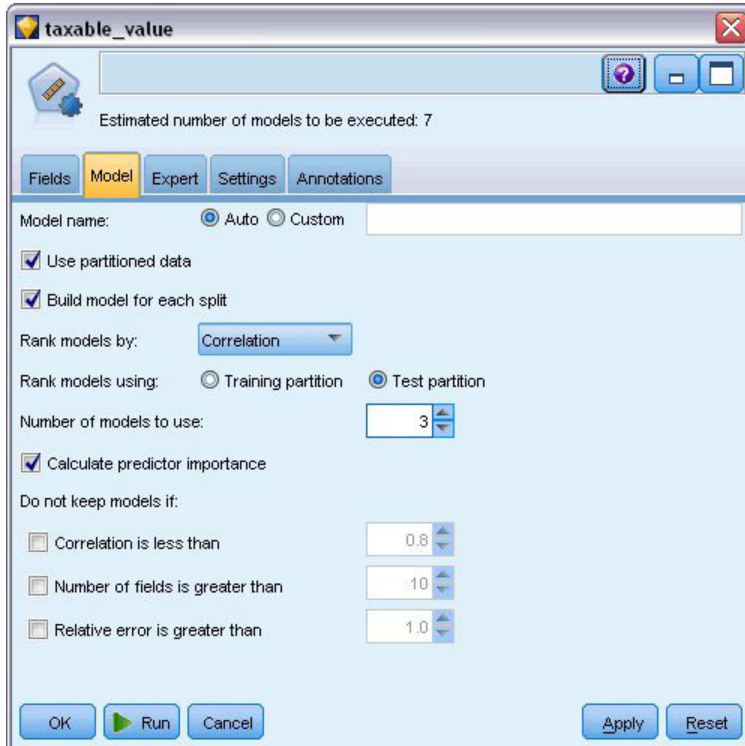 taxable_value
Estimated number of models to be executed: 7
Fields Model Expert Settings Annotations
Model name: Auto Custom
Use partitioned data
Build model for each split
Rank models by: Correlation
Rank models using: Training partition Test partition
Number of models to use: 3
Calculate predictor importance
Do not keep models if:
Correlation is less than 0.8
Number of fields is greater than 10
Relative error is greater than 1.0
OK Run Cancel Apply Reset